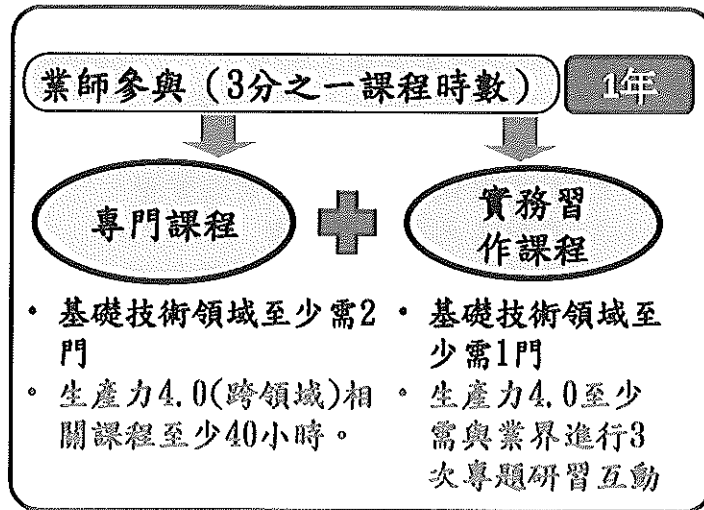 業師參與（3分之一課程時數）
1年
專門課程
實務習
作課程
• 基礎技術領域至少需2
門
• 生產力4.0(跨領域)相
關課程至少40小時。
• 基礎技術領域至
少需1門
• 生產力4.0至少
需與業界進行3
次專題研習互動